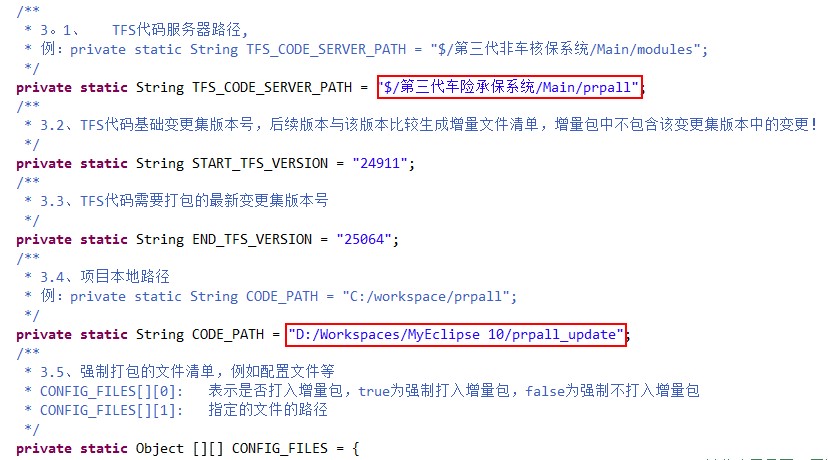 /**
* 3。1、 TFS代码服务器路径,
* 例：private static String TFS_CODE_SERVER_PATH = "$/第三代非车核保系统/Main/modules";
*/
private static String TFS_CODE_SERVER_PATH = "$/第三代车险承保系统/Main/prpall";
/**
* 3.2、TFS代码基础变更集版本号，后续版本与该版本比较生成增量文件清单，增量包中不包含该变更集版本中的变更！
*/
private static String START_TFS_VERSION = "24911";
/**
* 3.3、TFS代码需要打包的最新变更集版本号
*/
private static String END_TFS_VERSION = "25064";
/**
* 3.4、项目本地路径
* 例：private static String CODE_PATH = "C:/workspace/prpall";
*/
private static String CODE_PATH = "D:/Workspaces/MyEclipse 10/prpall_update";
/**
* 3.5、强制打包的文件清单，例如配置文件等
* CONFIG_FILES[][0]: 表示是否打入增量包，true为强制打入增量包，false为强制不打入增量包
* CONFIG_FILES[][1]: 指定的文件的路径
*/
private static Object [][] CONFIG_FILES = {